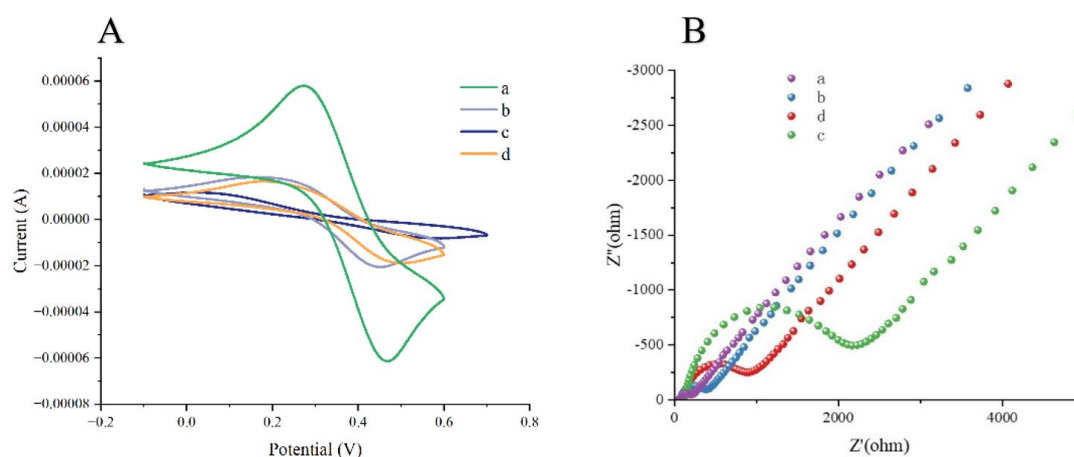 A
0.00006
0.00004
0.00002
0.00000
−0.00002
−0.00004
−0.00006
−0.00008
Current (A)
a
b
c
d
−0.2
0.0
0.2
0.4
0.6
0.8
Potential (V)
B
-3000
-2500
-2000
-1500
-1000
-500
0
Z''(ohm)
a
b
d
c
0
2000
4000
Z'(ohm)